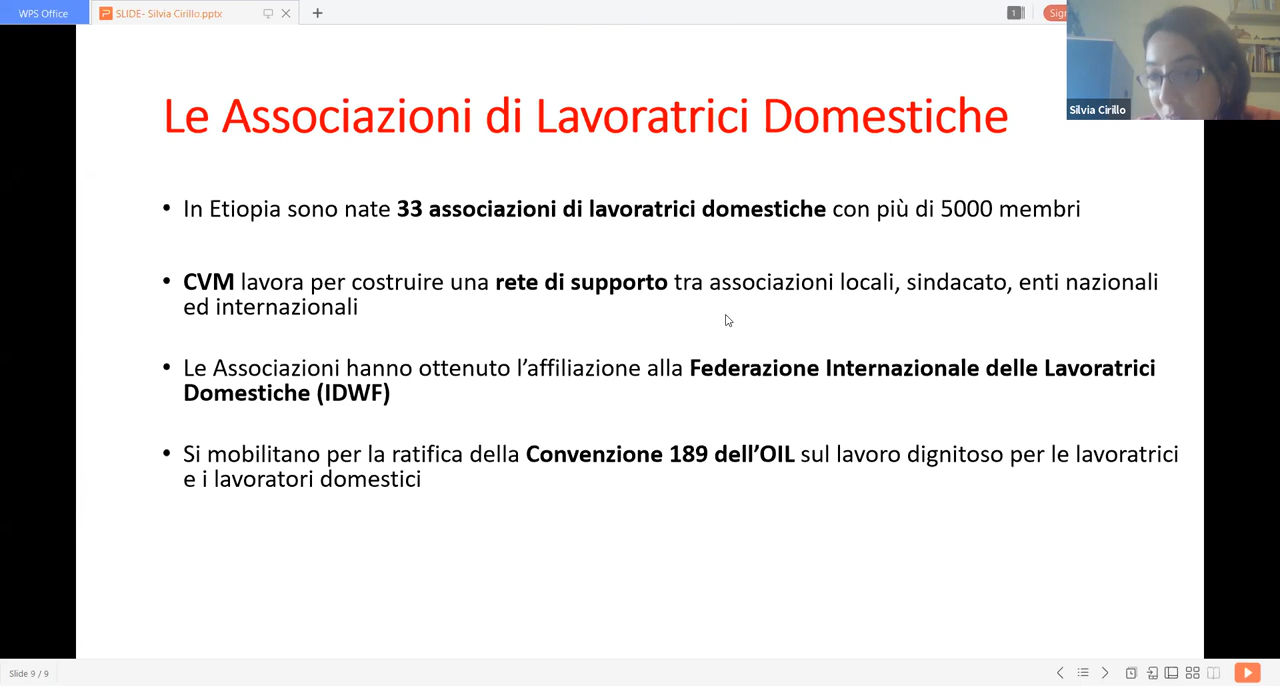 WPS Office
SLIDE- Silvia Cirillo.pptx
1
Sig
Silvia Cirillo
Le Associazioni di Lavoratrici Domestiche
• In Etiopia sono nate 33 associazioni di lavoratrici domestiche con più di 5000 membri
• CVM lavora per costruire una rete di supporto tra associazioni locali, sindacato, enti nazionali
ed internazionali
• Le Associazioni hanno ottenuto l’affiliazione alla Federazione Internazionale delle Lavoratrici
Domestiche (IDWF)
• Si mobilitano per la ratifica della Convenzione 189 dell’OIL sul lavoro dignitoso per le lavoratrici
e i lavoratori domestici
Slide 9 / 9